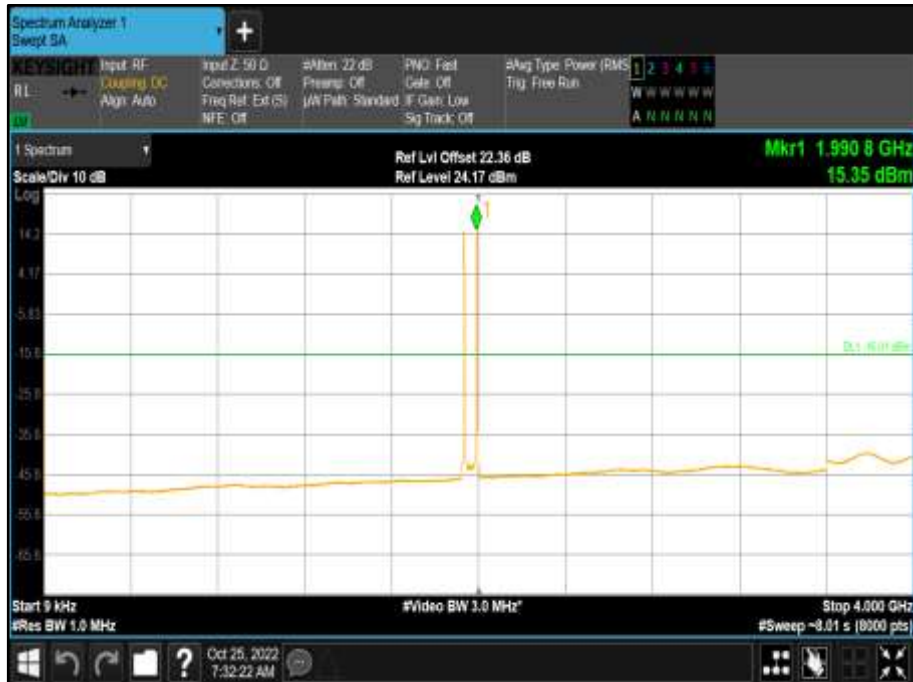 Spectrum Analyzer 1
Swept SA
+
KEYSIGHT
RL
Input: RF
Coupling: DC
Align: Auto
Input Z: 50 Ω
Corrections: Off
Freq Ref: Ext (S)
NFE: Off
#Atten: 22 dB
Preamp: Off
µW Path: Standard
PNO: Fast
Gate: Off
IF Gain: Low
Sig Track: Off
#Avg Type: Power (RMS
Trig: Free Run
1 2 3 4 5 6
W W W W W W
A N N N N N
1 Spectrum
Scale/Div 10 dB
Ref Lvl Offset 22.36 dB
Ref Level 24.17 dBm
Mkr1 1.990 8 GHz
15.35 dBm
Log
1
14.2
4.17
-5.83
-15.8
-25.8
-35.8
-45.8
-55.8
-65.8
Start 9 kHz
#Res BW 1.0 MHz
#Video BW 3.0 MHz*
Stop 4.000 GHz
#Sweep ~8.01 s (8000 pts)
?
Oct 25, 2022
7:32:22 AM